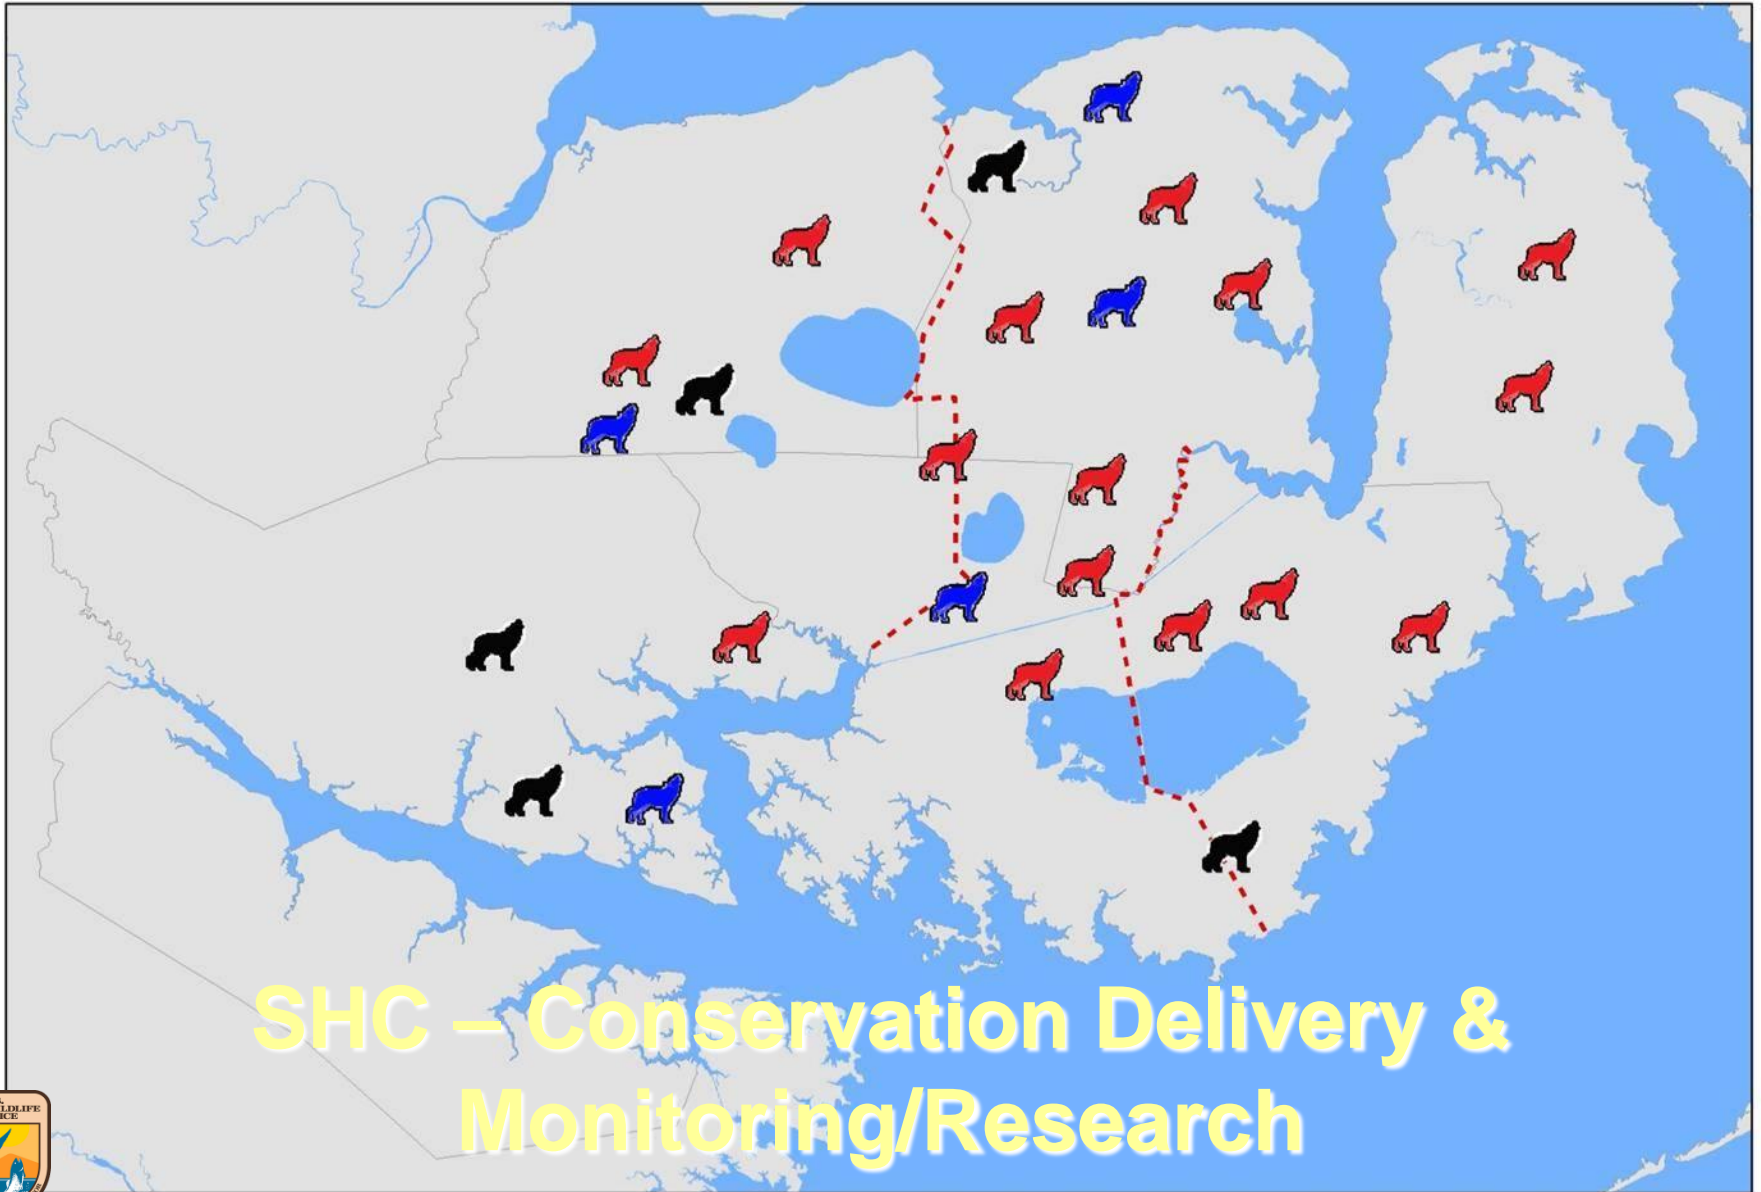 SHC – Conservation Delivery &
Monitoring/Research